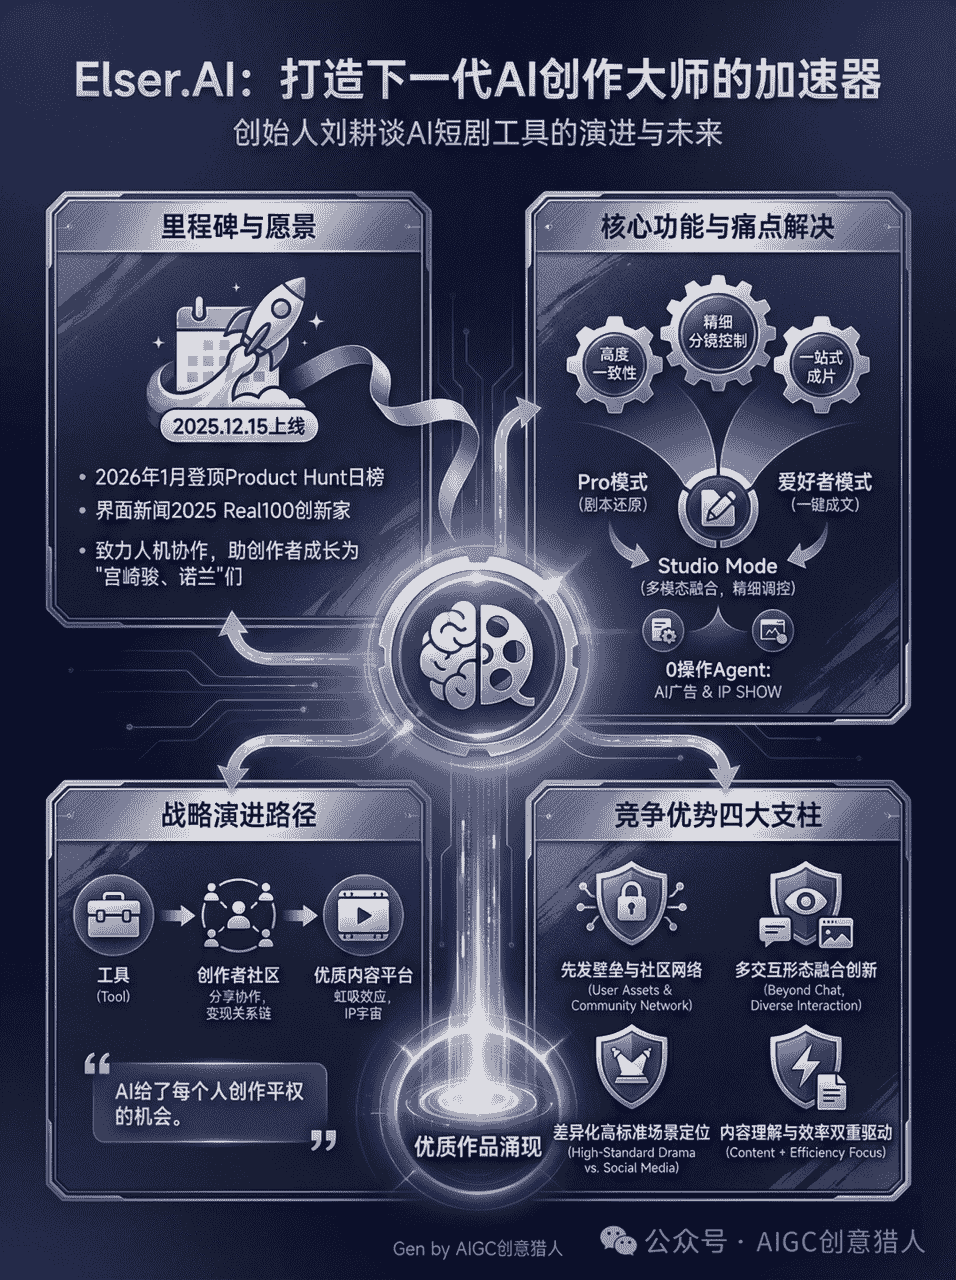 Elser.AI：打造下一代AI创作大师的加速器
创始人刘耕谈AI短剧工具的演进与未来
里程碑与愿景
2025.12.15上线
• 2026年1月登顶Product Hunt日榜
• 界面新闻2025 Real100创新家
• 致力人机协作，助创作者成长为
"宫崎骏、诺兰"们
核心功能与痛点解决
高度
一致性
精细
分镜控制
一站式
成片
Pro模式
(剧本还原)
爱好者模式
(一键成文)
Studio Mode
(多模态融合，精细调控)
0操作Agent:
AI广告 & IP SHOW
战略演进路径
工具
(Tool)
创作者社区
分享协作，
变现关系链
优质内容平台
虹吸效应，
IP宇宙
“
AI给了每个人创作平权
的机会。
”
优质作品涌现
竞争优势四大支柱
先发壁垒与社区网络
(User Assets &
Community Network)
多交互形态融合创新
(Beyond Chat,
Diverse Interaction)
差异化高标准场景定位
(High-Standard Drama
vs. Social Media)
内容理解与效率双重驱动
(Content + Efficiency Focus)
Gen by AIGC创意猎人
公众号 · AIGC创意猎人